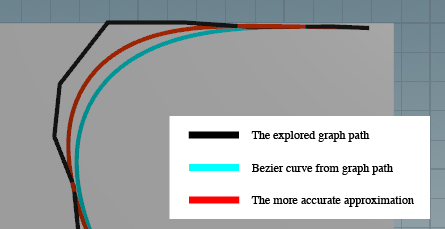 The explored graph path
Bezier curve from graph path
The more accurate approximation